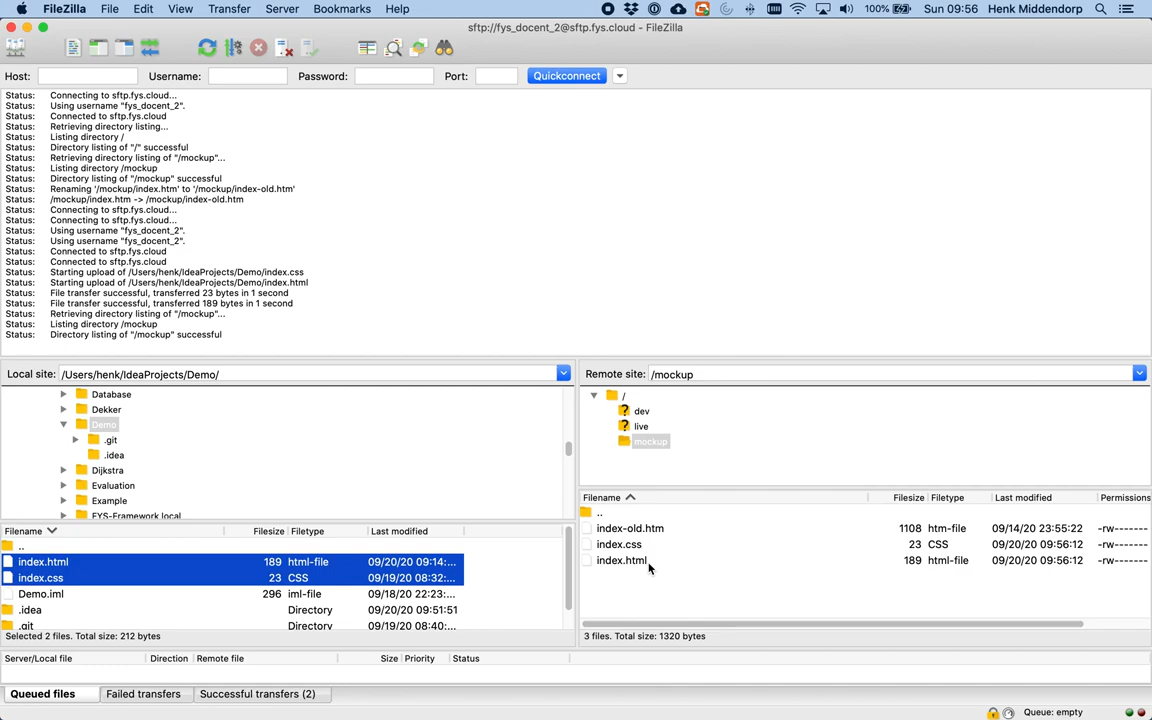 FileZilla File Edit View Transfer Server Bookmarks Help 100% Sun 09:56 Henk Middendorp
sftp://fys_docent_2@sftp.fys.cloud - FileZilla
Host: Username: Password: Port: Quickconnect
Status: Connecting to sftp.fys.cloud...
Status: Using username "fys_docent_2".
Status: Connected to sftp.fys.cloud
Status: Retrieving directory listing...
Status: Listing directory /
Status: Directory listing of "/" successful
Status: Retrieving directory listing of "/mockup"...
Status: Listing directory /mockup
Status: Directory listing of "/mockup" successful
Status: Renaming '/mockup/index.htm' to '/mockup/index-old.htm'
Status: /mockup/index.htm -> /mockup/index-old.htm
Status: Connecting to sftp.fys.cloud...
Status: Connecting to sftp.fys.cloud...
Status: Using username "fys_docent_2".
Status: Using username "fys_docent_2".
Status: Connected to sftp.fys.cloud
Status: Connected to sftp.fys.cloud
Status: Starting upload of /Users/henk/IdeaProjects/Demo/index.css
Status: Starting upload of /Users/henk/IdeaProjects/Demo/index.html
Status: File transfer successful, transferred 23 bytes in 1 second
Status: File transfer successful, transferred 189 bytes in 1 second
Status: Retrieving directory listing of "/mockup"...
Status: Listing directory /mockup
Status: Directory listing of "/mockup" successful
Local site: /Users/henk/IdeaProjects/Demo/
Database
Dekker
Demo
.git
.idea
Dijkstra
Evaluation
Example
FYS-Framework local
Filename Filesize Filetype Last modified
..
index.html 189 html-file 09/20/20 09:14:...
index.css 23 CSS 09/19/20 08:32:...
Demo.iml 296 iml-file 09/18/20 22:23:...
.idea Directory 09/20/20 09:51:51
.git Directory 09/19/20 08:40:...
Selected 2 files. Total size: 212 bytes
Remote site: /mockup
/
dev
live
mockup
Filename Filesize Filetype Last modified Permissions
..
index-old.htm 1108 htm-file 09/14/20 23:55:22 -rw-------
index.css 23 CSS 09/20/20 09:56:12 -rw-------
index.html 189 html-file 09/20/20 09:56:12 -rw-------
3 files. Total size: 1320 bytes
Server/Local file Direction Remote file Size Priority Status
Queued files Failed transfers Successful transfers (2)
Queue: empty